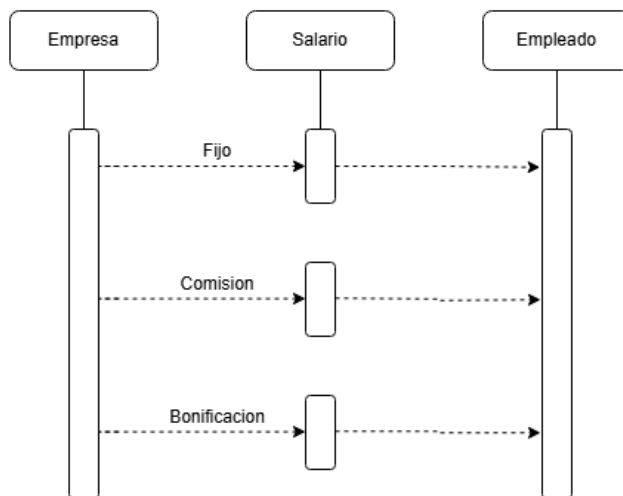 Empresa
Salario
Empleado
Fijo
Comision
Bonificacion